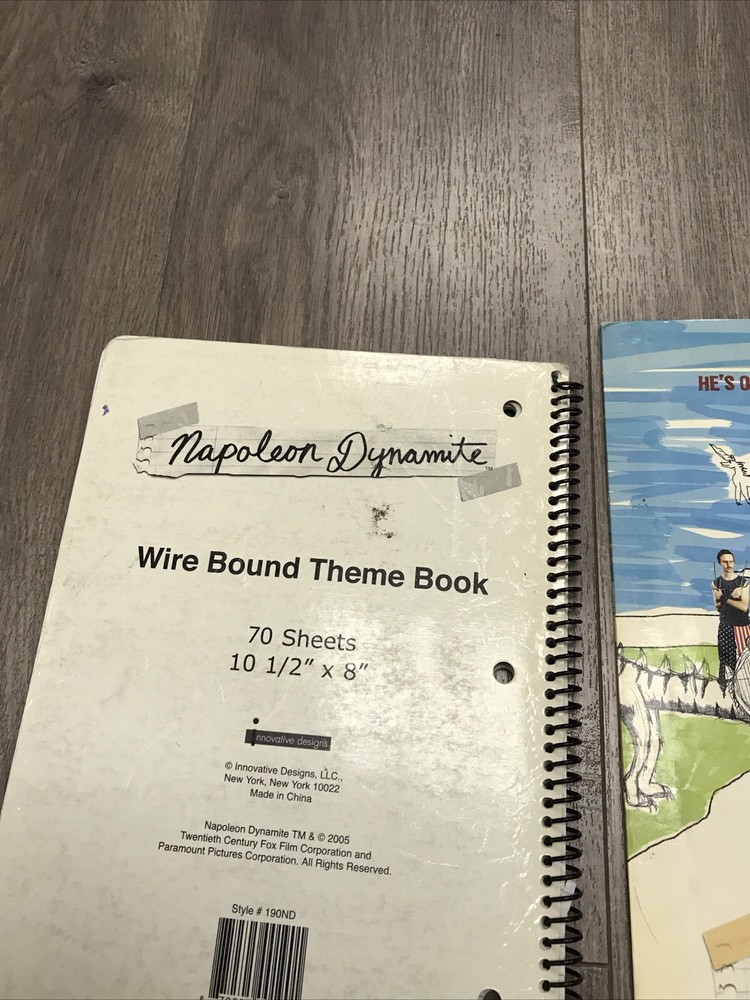 Napoleon Dynamite™
Wire Bound Theme Book
70 Sheets
10 1/2" x 8"
innovative designs
© Innovative Designs, LLC.,
New York, New York 10022
Made in China
Napoleon Dynamite TM & © 2005
Twentieth Century Fox Film Corporation and
Paramount Pictures Corporation. All Rights Reserved.
Style # 190ND
HE'S